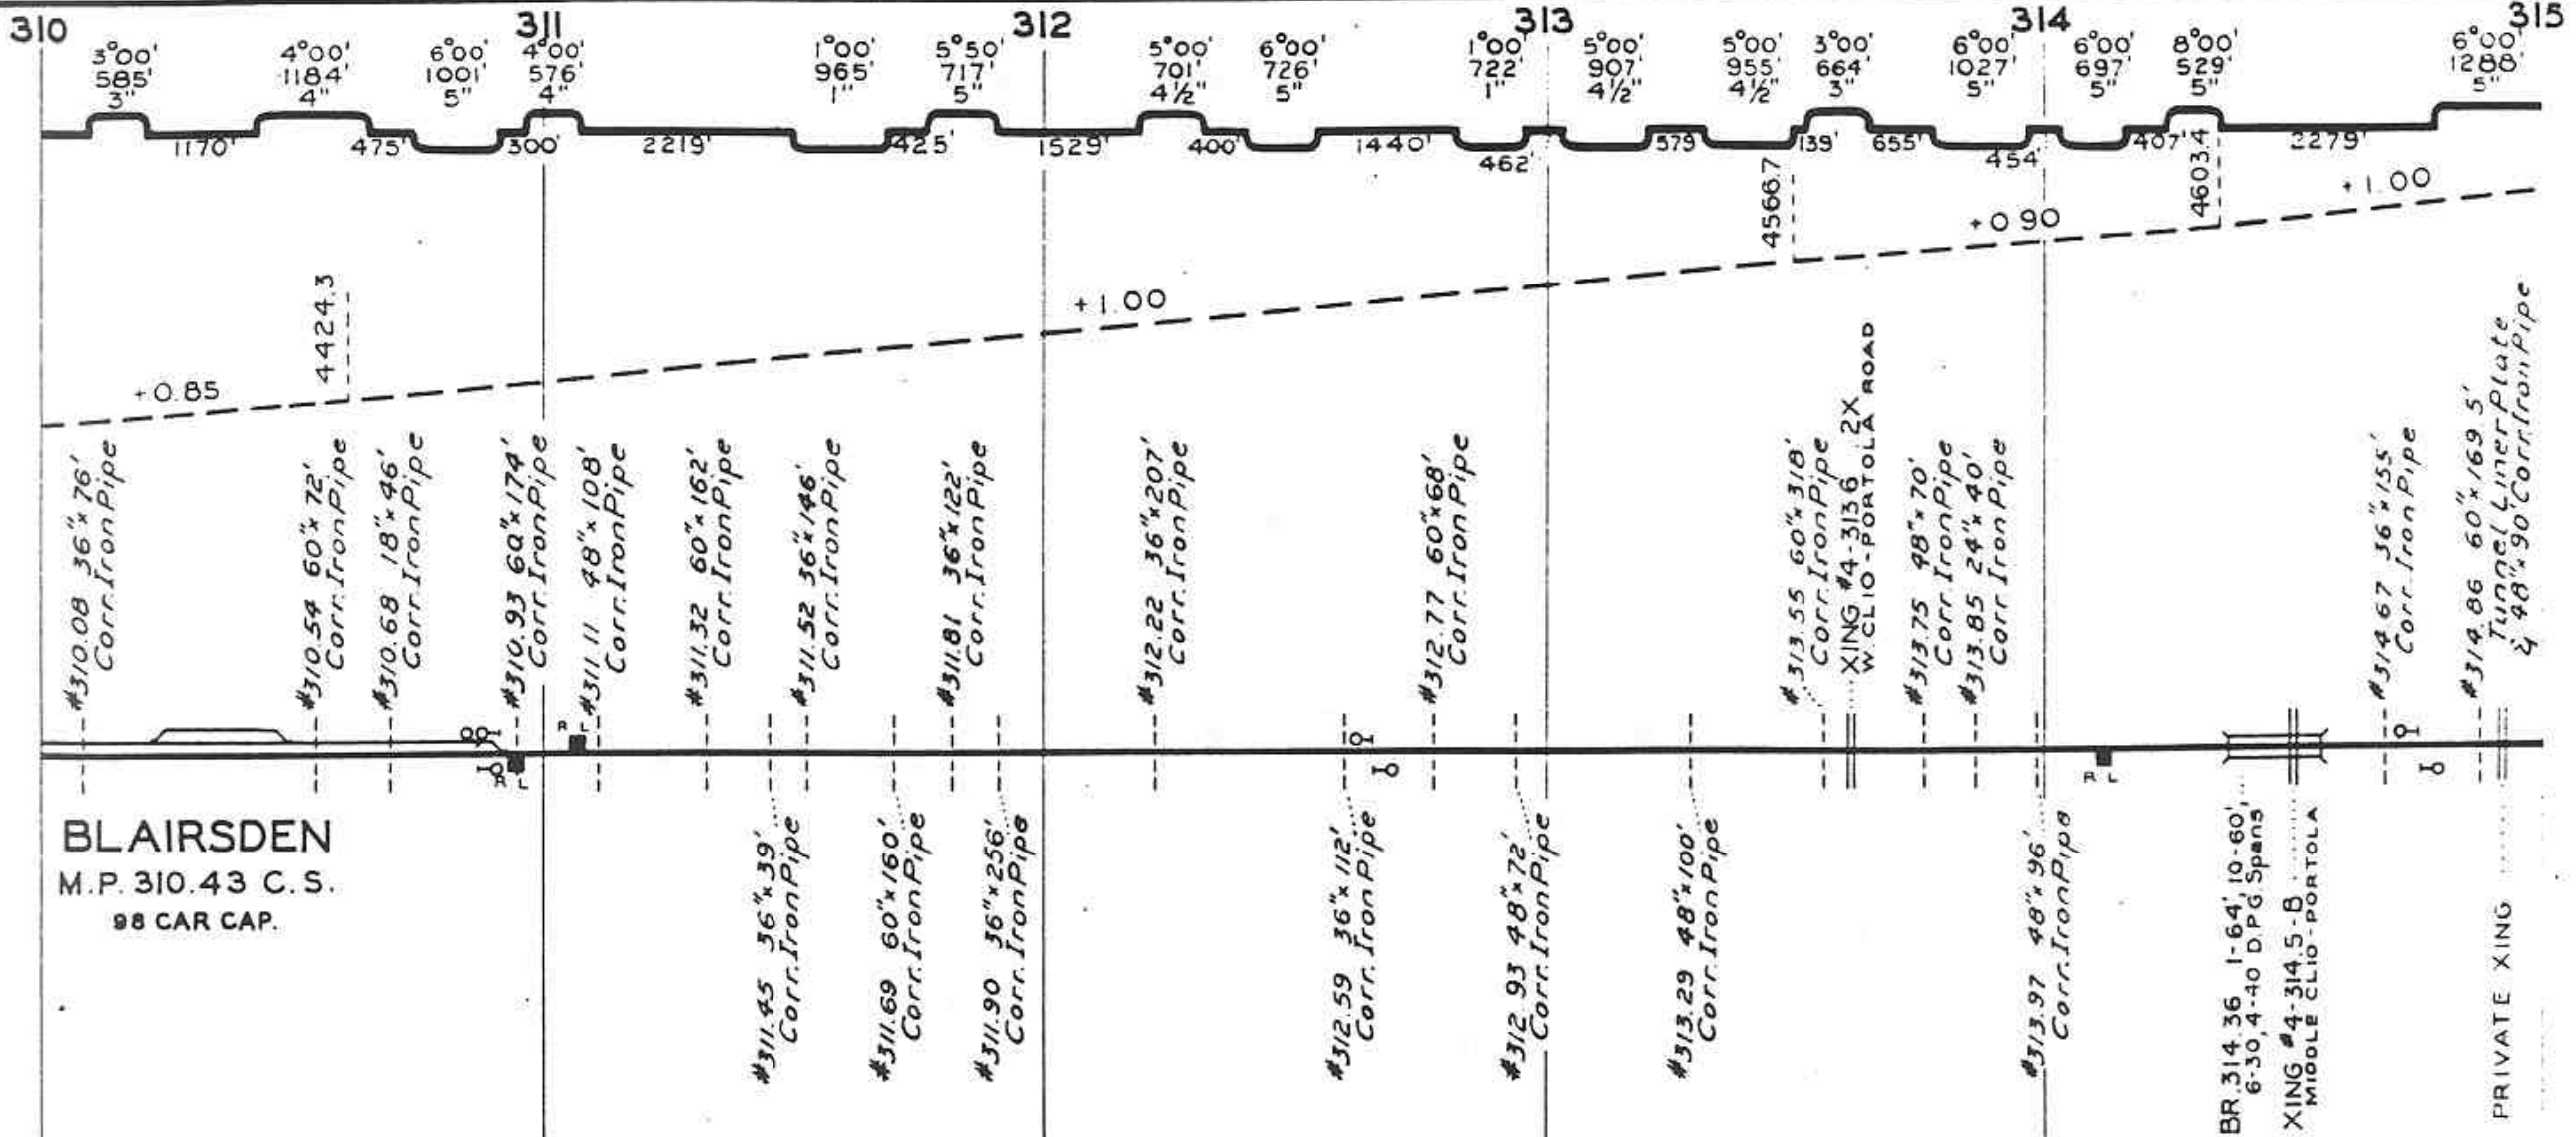 310
311
312
313
314
315
3°00'
585'
3"
4°00'
1184'
4"
6°00'
1001'
5"
4°00'
576'
4"
1°00'
965'
1"
5°50'
717'
5"
5°00'
701'
4½"
6°00'
726'
5"
1°00'
722'
1"
5°00'
907'
4½"
5°00'
955'
4½"
3°00'
664'
3"
6°00'
1027'
5"
6°00'
697'
5"
8°00'
529'
5"
6°00'
1288'
5"
1170'
475'
300'
2219'
425'
1529'
400'
1440'
462'
579'
139'
655'
454'
407'
2279'
+0.85
4424.3
+1.00
4566.7
+0 90
4603.4
+1.00
#310.08 36"x 76'
Corr.Iron Pipe
#310.54 60"x 72'
Corr.Iron Pipe
#310.68 18"x 46'
Corr.Iron Pipe
#310.93 60"x 174'
Corr.Iron Pipe
#311.11 48"x 108'
Corr.Iron Pipe
#311.32 60"x 162'
Corr.Iron Pipe
#311.52 36"x 146'
Corr.Iron Pipe
#311.81 36"x 122'
Corr.Iron Pipe
#312.22 36"x 207'
Corr.Iron Pipe
#312.77 60"x 68'
Corr.Iron Pipe
#313.55 60"x 318'
Corr.Iron Pipe
XING #4-313.6 2X
W. CLIO-PORTOLA ROAD
#313.75 48"x 70'
Corr.Iron Pipe
#313.85 24"x 40'
Corr.Iron Pipe
#314 67 36"x 155'
Corr.Iron Pipe
#314.86 60"x 169 5'
Tunnel Liner Plate
& 48"x 90' Corr.Iron Pipe
R L
R L
R L
BLAIRSDEN
M.P. 310.43 C.S.
98 CAR CAP.
#311.45 36"x 39'
Corr.Iron Pipe
#311.69 60"x 160'
Corr.Iron Pipe
#311.90 36"x 256'
Corr.Iron Pipe
#312.59 36"x 112'
Corr.Iron Pipe
#312 93 48"x 72'
Corr.Iron Pipe
#313.29 48"x 100'
Corr.Iron Pipe
#313.97 48"x 96'
Corr.Iron Pipe
BR.314.36 1-64', 10-60',
6-30, 4-40 D.P.G. Spans
XING #4-314.5-B
MIDDLE CLIO-PORTOLA
PRIVATE XING